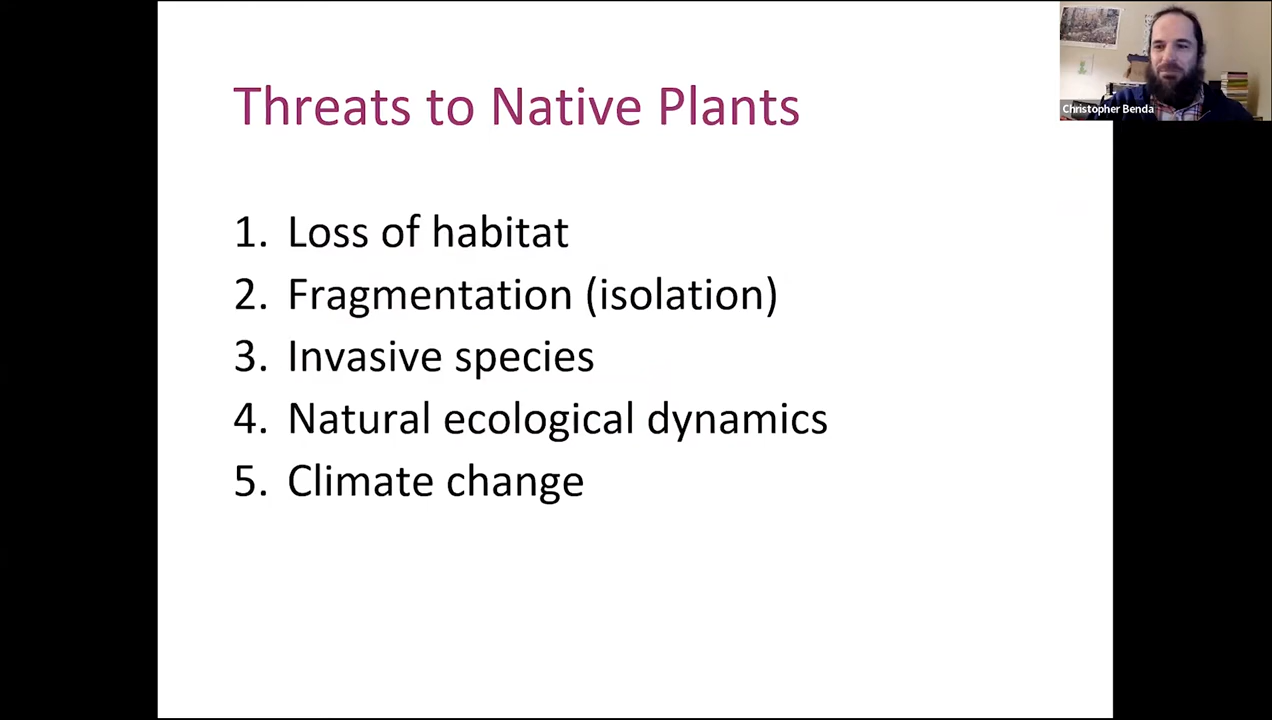 Threats to Native Plants
Christopher Benda
1. Loss of habitat
2. Fragmentation (isolation)
3. Invasive species
4. Natural ecological dynamics
5. Climate change